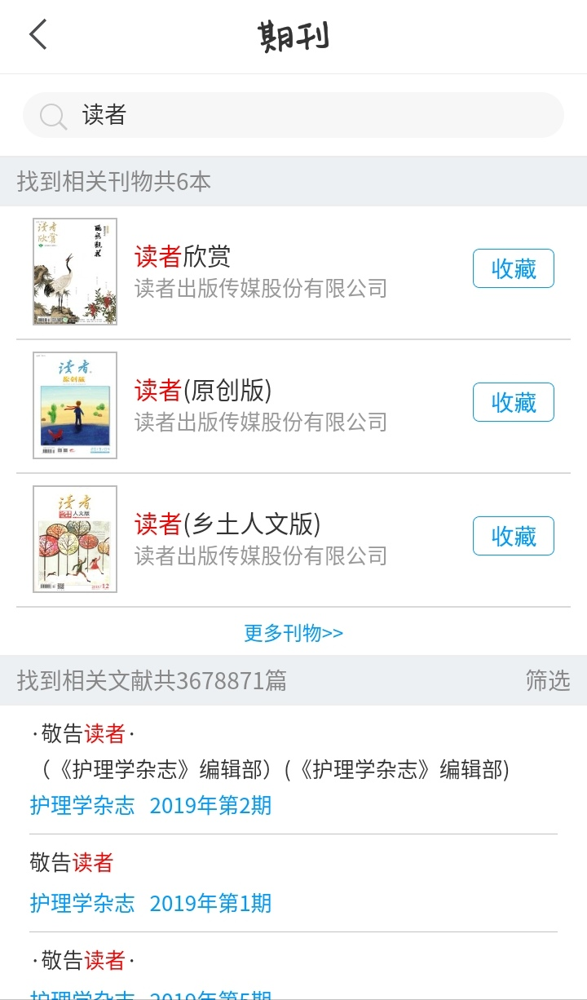 期刊
读者
找到相关刊物共6本
读者
欣赏
读者欣赏
读者出版传媒股份有限公司
收藏
读者
原创版
读者(原创版)
读者出版传媒股份有限公司
收藏
读者
人文版
读者(乡土人文版)
读者出版传媒股份有限公司
收藏
更多刊物>>
找到相关文献共3678871篇
筛选
·敬告读者·
（《护理学杂志》编辑部）(《护理学杂志》编辑部)
护理学杂志 2019年第2期
敬告读者
护理学杂志 2019年第1期
·敬告读者·
护理学杂志 2019年第5期